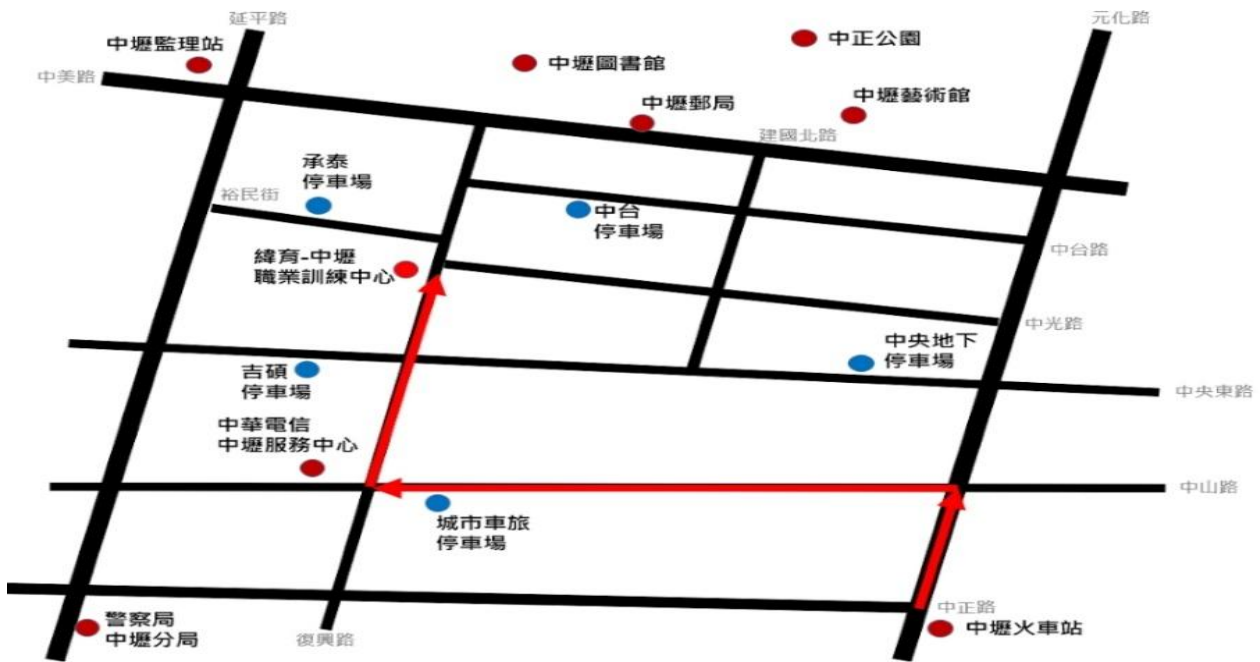 延平路
元化路
中壢監理站
中正公園
中壢圖書館
中美路
中壢藝術館
中壢郵局
建國北路
承泰
停車場
裕民街
中台
停車場
中台路
緯育-中壢
職業訓練中心
中光路
中央地下
停車場
吉碩
停車場
中央東路
中華電信
中壢服務中心
中山路
城市車旅
停車場
中正路
警察局
中壢分局
復興路
中壢火車站